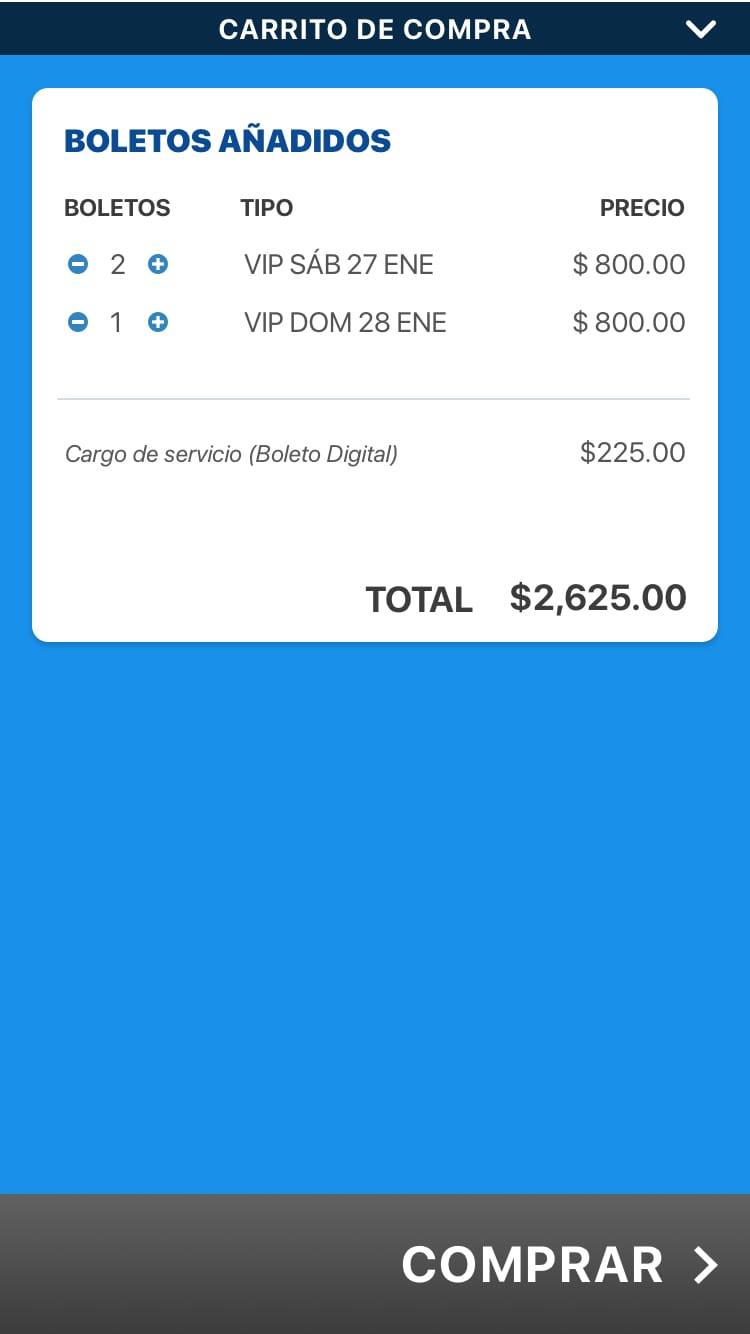 CARRITO DE COMPRA
BOLETOS AÑADIDOS
BOLETOS TIPO PRECIO
2 VIP SÁB 27 ENE $ 800.00
1 VIP DOM 28 ENE $ 800.00
Cargo de servicio (Boleto Digital) $225.00
TOTAL $2,625.00
COMPRAR